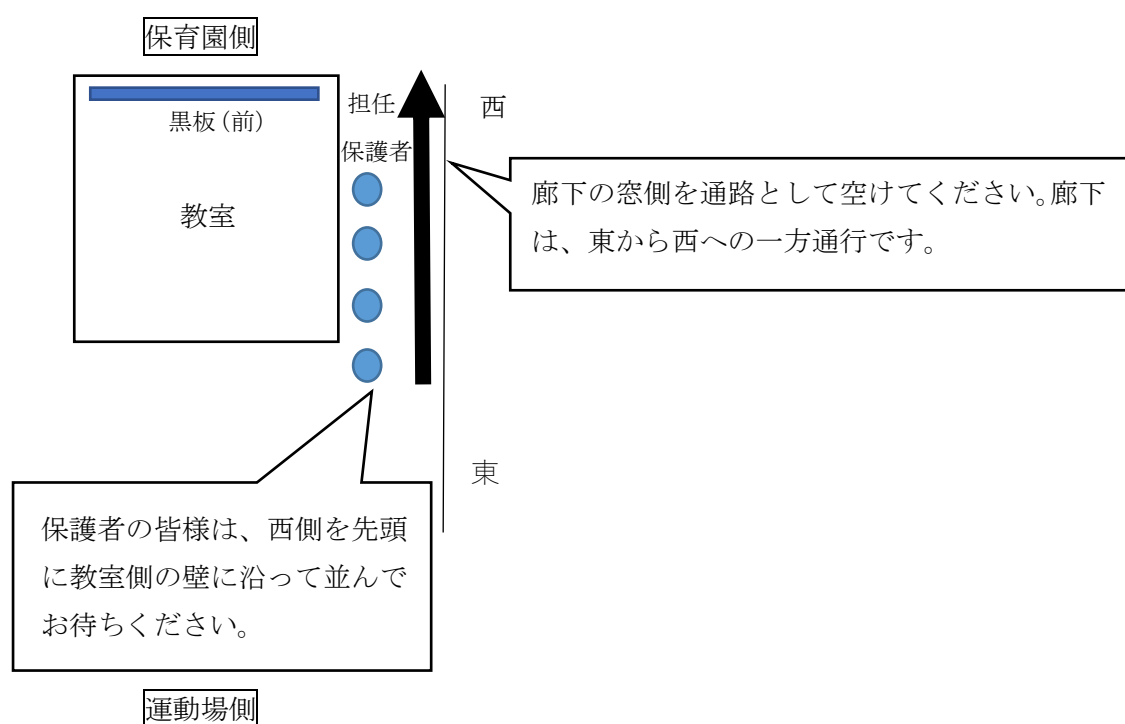 保育園側
黒板(前)
担任
西
保護者
教室
廊下の窓側を通路として空けてください。廊下
は、東から西への一方通行です。
東
保護者の皆様は、西側を先頭
に教室側の壁に沿って並んで
お待ちください。
運動場側